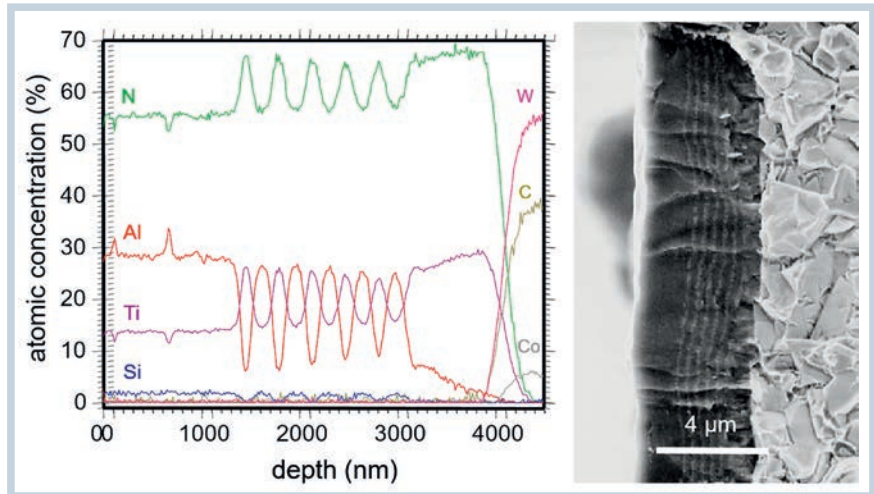 70
60
50
40
30
20
10
0
atomic concentration (%)
N
Al
Ti
Si
W
C
Co
00 1000 2000 3000 4000
depth (nm)
4 µm